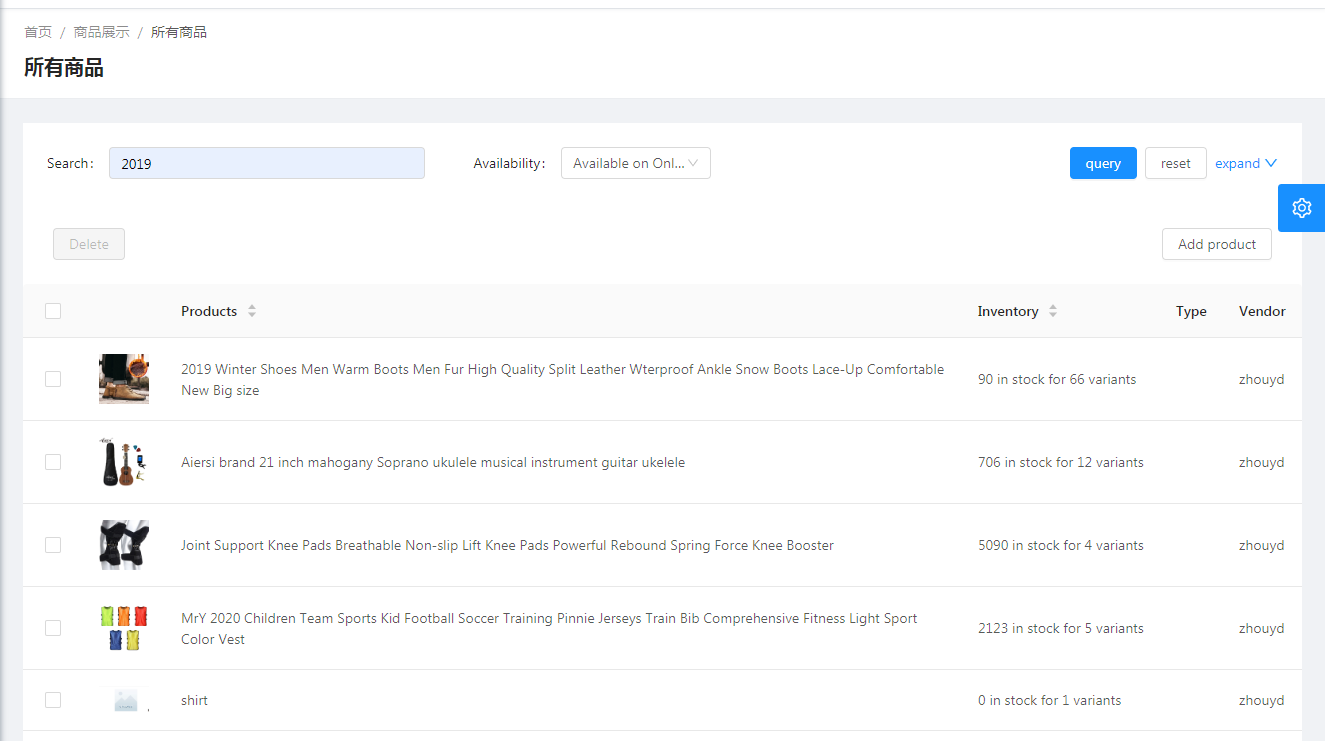 首页 / 商品展示 / 所有商品
所有商品
Search: 2019 Availability: Available on Onl... query reset expand
Delete Add product
Products Inventory Type Vendor
2019 Winter Shoes Men Warm Boots Men Fur High Quality Split Leather Wterproof Ankle Snow Boots Lace-Up Comfortable
New Big size
90 in stock for 66 variants zhouyd
Aiersi brand 21 inch mahogany Soprano ukulele musical instrument guitar ukelele 706 in stock for 12 variants zhouyd
Joint Support Knee Pads Breathable Non-slip Lift Knee Pads Powerful Rebound Spring Force Knee Booster 5090 in stock for 4 variants zhouyd
MrY 2020 Children Team Sports Kid Football Soccer Training Pinnie Jerseys Train Bib Comprehensive Fitness Light Sport
Color Vest
2123 in stock for 5 variants zhouyd
shirt 0 in stock for 1 variants zhouyd